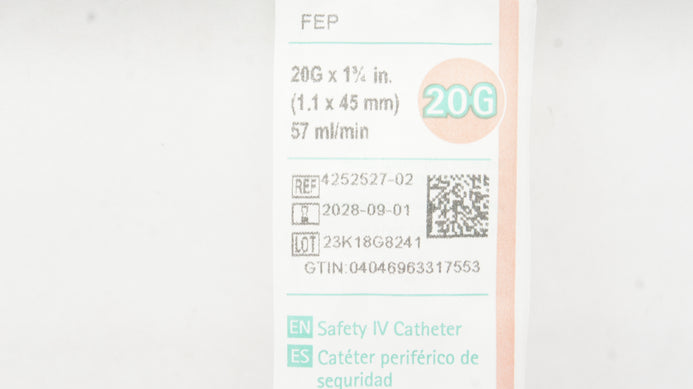 FEP
20G x 1¾ in.
(1.1 x 45 mm)
57 ml/min
20G
REF 4252527-02
2028-09-01
LOT 23K18G8241
GTIN:04046963317553
EN Safety IV Catheter
ES Catéter periférico de
seguridad